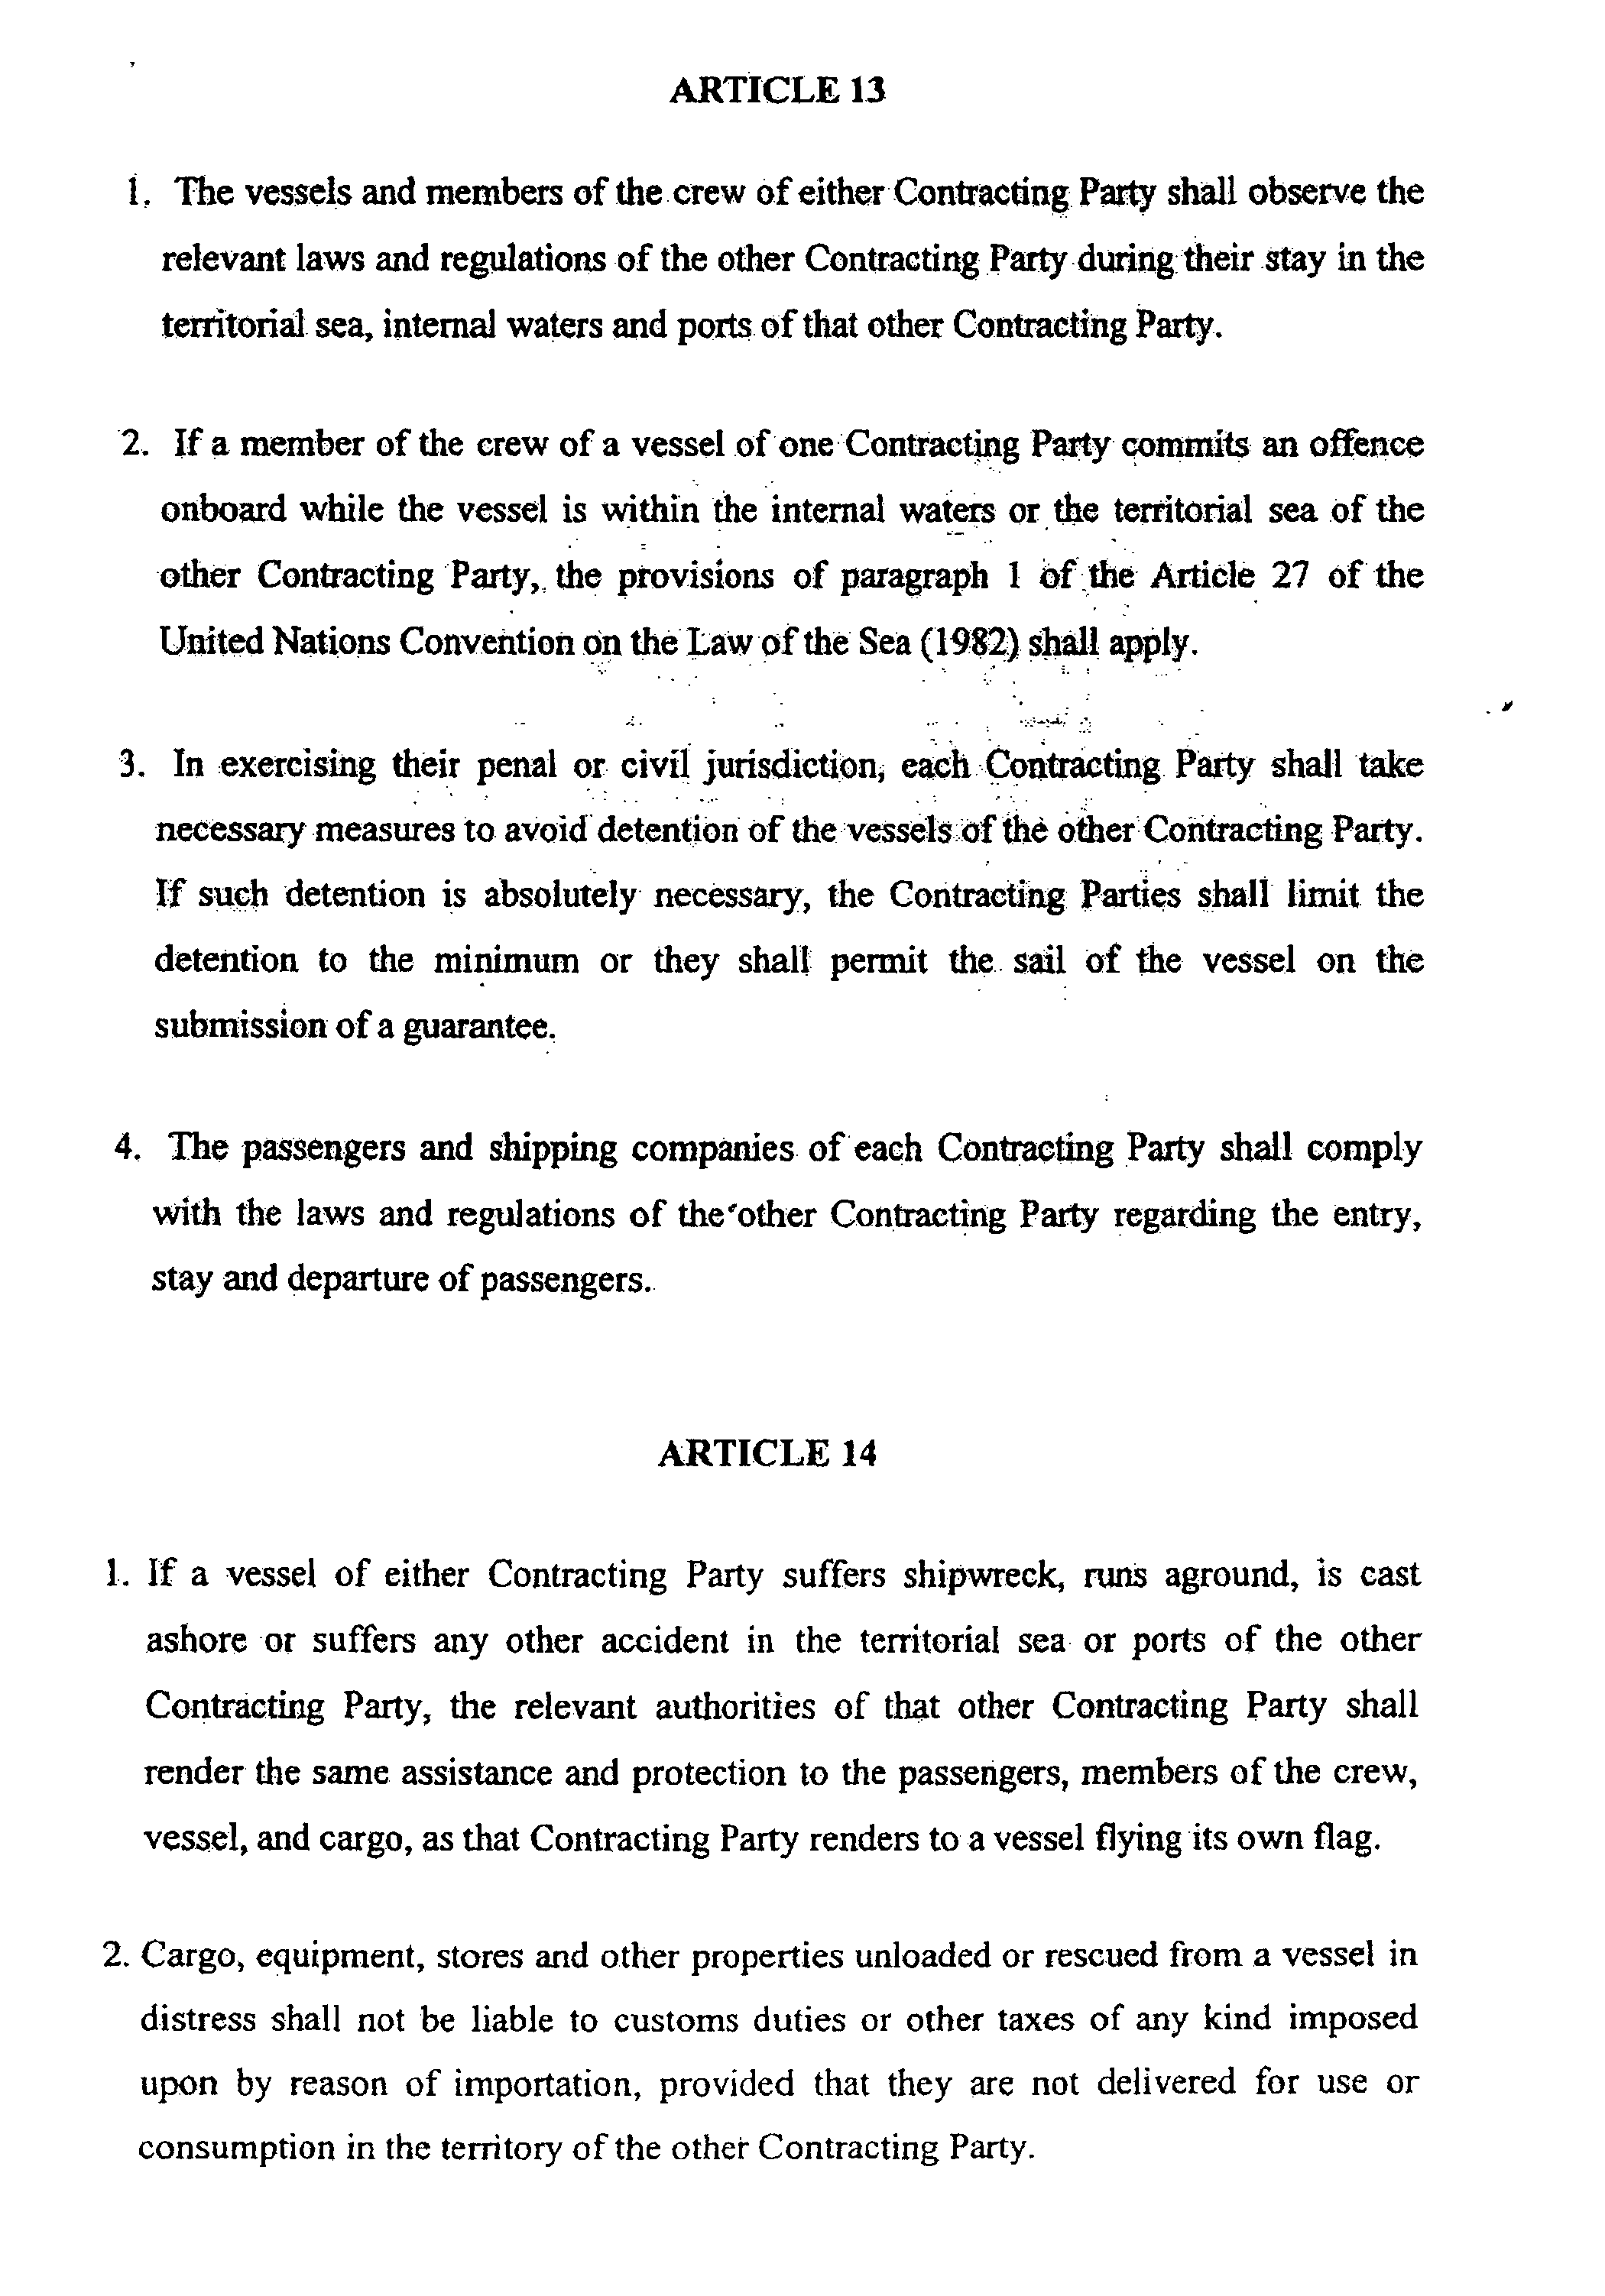 ARTICLE 13
1. The vessels and members of the crew of either Contracting Party shall observe the
relevant laws and regulations of the other Contracting Party during their stay in the
territorial sea, internal waters and ports of that other Contracting Party.
2. If a member of the crew of a vessel of one Contracting Party commits an offence
onboard while the vessel is within the internal waters or the territorial sea of the
other Contracting Party, the provisions of paragraph 1 of the Article 27 of the
United Nations Convention on the Law of the Sea (1982) shall apply.
3. In exercising their penal or civil jurisdiction, each Contracting Party shall take
necessary measures to avoid detention of the vessels of the other Contracting Party.
If such detention is absolutely necessary, the Contracting Parties shall limit the
detention to the minimum or they shall permit the sail of the vessel on the
submission of a guarantee.
4. The passengers and shipping companies of each Contracting Party shall comply
with the laws and regulations of the other Contracting Party regarding the entry,
stay and departure of passengers.
ARTICLE 14
1. If a vessel of either Contracting Party suffers shipwreck, runs aground, is cast
ashore or suffers any other accident in the territorial sea or ports of the other
Contracting Party, the relevant authorities of that other Contracting Party shall
render the same assistance and protection to the passengers, members of the crew,
vessel, and cargo, as that Contracting Party renders to a vessel flying its own flag.
2. Cargo, equipment, stores and other properties unloaded or rescued from a vessel in
distress shall not be liable to customs duties or other taxes of any kind imposed
upon by reason of importation, provided that they are not delivered for use or
consumption in the territory of the other Contracting Party.